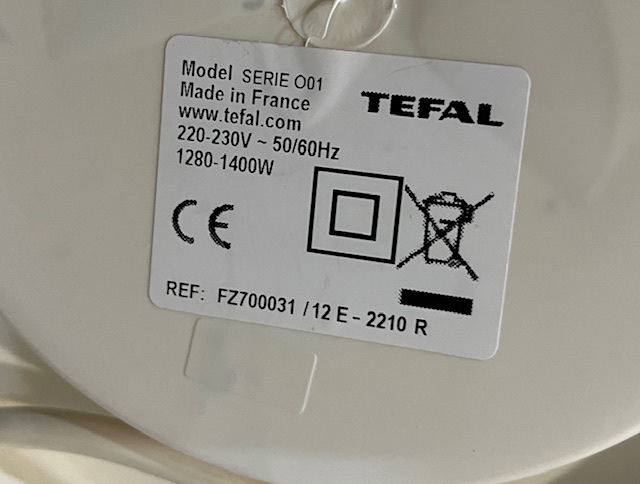 Model SERIE O01
Made in France
www.tefal.com
220-230V ~ 50/60Hz
1280-1400W
TEFAL
CE
REF: FZ700031 / 12 E - 2210 R